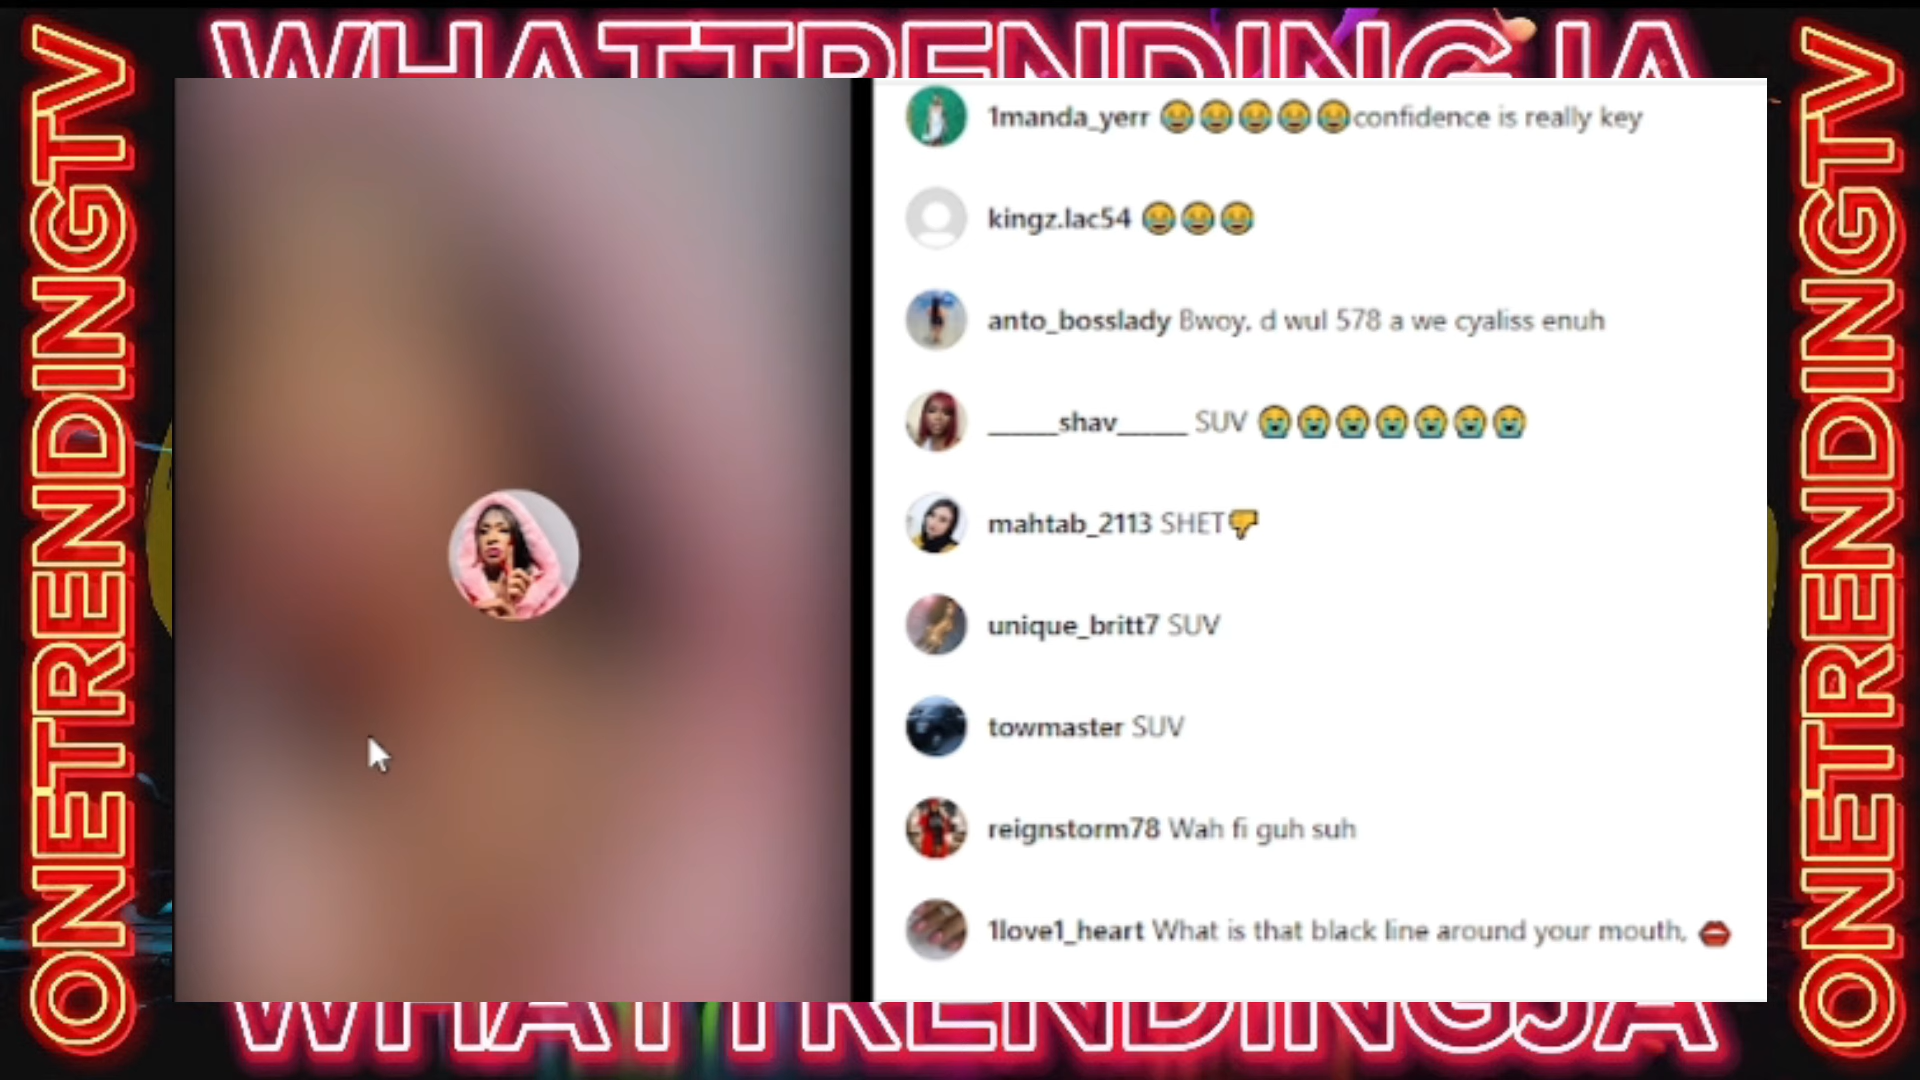 WHATTRENDINGJA
ONETRENDINGTV
1manda_yerr 😂😂😂😂😂confidence is really key
kingz.lac54 😂😂😂
anto_bosslady Bwoy, d wul 578 a we cyaliss enuh
______shav______ SUV 😭😭😭😭😭😭😭
mahtab_2113 SHET👎
unique_britt7 SUV
towmaster SUV
reignstorm78 Wah fi guh suh
1love1_heart What is that black line around your mouth, 👄
ONETRENDINGTV
WHATTRENDINGJA